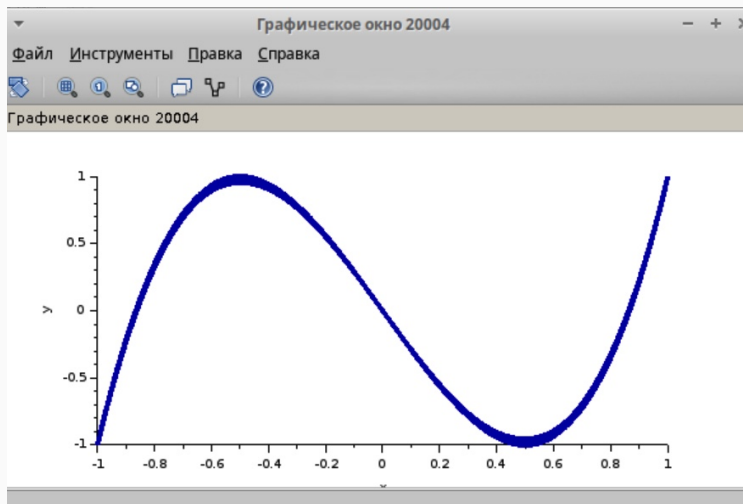 Графическое окно 20004
Файл Инструменты Правка Справка
Графическое окно 20004
1
0.5
0
-0.5
-1
y
-1 -0.8 -0.6 -0.4 -0.2 0 0.2 0.4 0.6 0.8 1